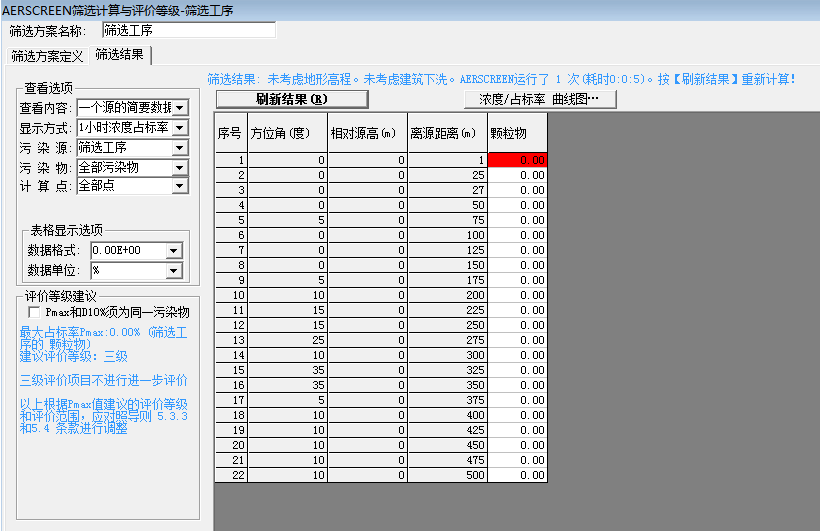 AERSCREEN筛选计算与评价等级-筛选工序
筛选方案名称: 筛选工序
筛选方案定义 筛选结果
筛选结果: 未考虑地形高程。未考虑建筑下洗。AERSCREEN运行了 1 次(耗时0:0:5)。按【刷新结果】重新计算!
刷新结果(R) 浓度/占标率 曲线图…
查看选项
查看内容: 一个源的简要数据
显示方式: 1小时浓度占标率
污 染 源: 筛选工序
污 染 物: 全部污染物
计 算 点: 全部点
表格显示选项
数据格式: 0.00E+00
数据单位: %
评价等级建议
Pmax和D10%须为同一污染物
最大占标率Pmax:0.00% (筛选工
序的 颗粒物)
建议评价等级: 三级
三级评价项目不进行进一步评价
以上根据Pmax值建议的评价等级
和评价范围，应对照导则 5.3.3
和5.4 条款进行调整
序号 方位角(度) 相对源高(m) 离源距离(m) 颗粒物
1 0 0 1 0.00
2 0 0 25 0.00
3 0 0 27 0.00
4 0 0 50 0.00
5 5 0 75 0.00
6 0 0 100 0.00
7 0 0 125 0.00
8 0 0 150 0.00
9 5 0 175 0.00
10 10 0 200 0.00
11 15 0 225 0.00
12 15 0 250 0.00
13 25 0 275 0.00
14 10 0 300 0.00
15 35 0 325 0.00
16 35 0 350 0.00
17 5 0 375 0.00
18 10 0 400 0.00
19 10 0 425 0.00
20 10 0 450 0.00
21 10 0 475 0.00
22 10 0 500 0.00